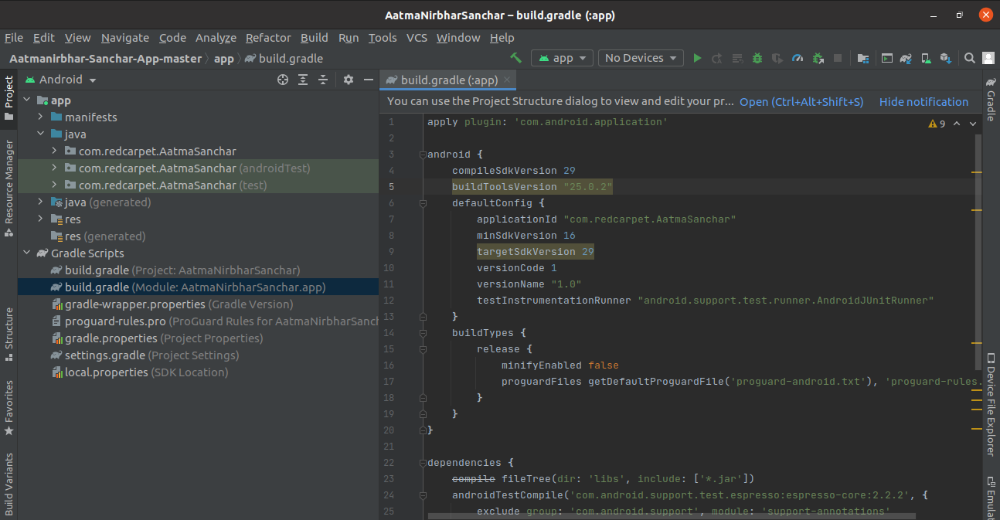 AatmaNirbharSanchar – build.gradle (:app)
File Edit View Navigate Code Analyze Refactor Build Run Tools VCS Window Help
Aatmanirbhar-Sanchar-App-master app build.gradle
app No Devices
Project
Resource Manager
Structure
Favorites
Build Variants
Android
app
manifests
java
com.redcarpet.AatmaSanchar
com.redcarpet.AatmaSanchar (androidTest)
com.redcarpet.AatmaSanchar (test)
java (generated)
res
res (generated)
Gradle Scripts
build.gradle (Project: AatmaNirbharSanchar)
build.gradle (Module: AatmaNirbharSanchar.app)
gradle-wrapper.properties (Gradle Version)
proguard-rules.pro (ProGuard Rules for AatmaNirbharSanch
gradle.properties (Project Properties)
settings.gradle (Project Settings)
local.properties (SDK Location)
build.gradle (:app)
You can use the Project Structure dialog to view and edit your pr... Open (Ctrl+Alt+Shift+S) Hide notification
9
1 apply plugin: 'com.android.application'
2
3 android {
4 compileSdkVersion 29
5 buildToolsVersion "25.0.2"
6 defaultConfig {
7 applicationId "com.redcarpet.AatmaSanchar"
8 minSdkVersion 16
9 targetSdkVersion 29
10 versionCode 1
11 versionName "1.0"
12 testInstrumentationRunner "android.support.test.runner.AndroidJUnitRunner"
13 }
14 buildTypes {
15 release {
16 minifyEnabled false
17 proguardFiles getDefaultProguardFile('proguard-android.txt'), 'proguard-rules.
18 }
19 }
20 }
21
22 dependencies {
23 compile fileTree(dir: 'libs', include: ['*.jar'])
24 androidTestCompile('com.android.support.test.espresso:espresso-core:2.2.2', {
25 exclude group: 'com.android.support', module: 'support-annotations'
Gradle
Device File Explorer
Emulat